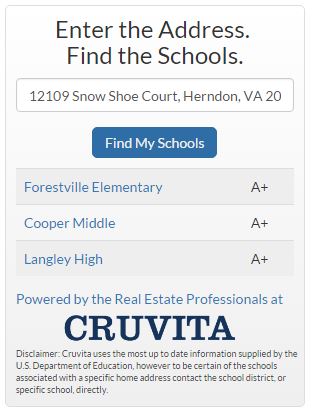 Enter the Address.
Find the Schools.
12109 Snow Shoe Court, Herndon, VA 20
Find My Schools
Forestville Elementary A+
Cooper Middle A+
Langley High A+
Powered by the Real Estate Professionals at
CRUVITA
Disclaimer: Cruvita uses the most up to date information supplied by the
U.S. Department of Education, however to be certain of the schools
associated with a specific home address contact the school district, or
specific school, directly.